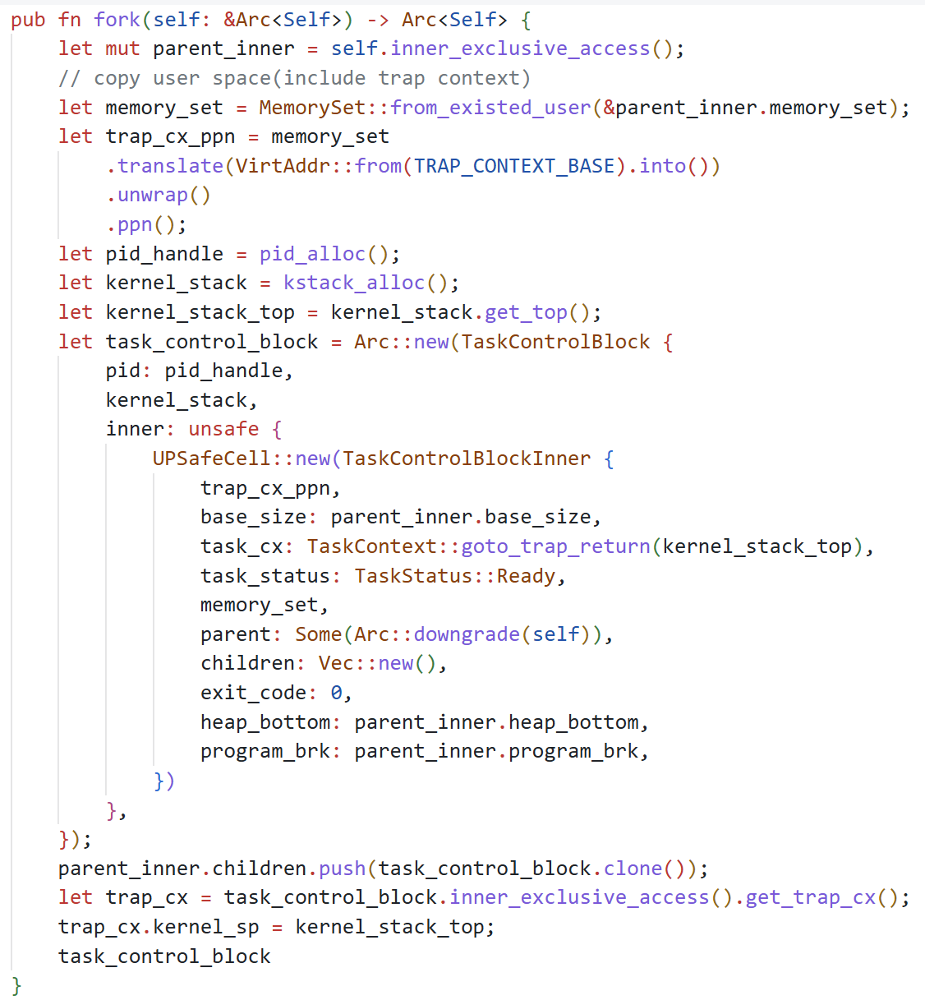 pub fn fork(self: &Arc<Self>) -> Arc<Self> {
    let mut parent_inner = self.inner_exclusive_access();
    // copy user space(include trap context)
    let memory_set = MemorySet::from_existed_user(&parent_inner.memory_set);
    let trap_cx_ppn = memory_set
        .translate(VirtAddr::from(TRAP_CONTEXT_BASE).into())
        .unwrap()
        .ppn();
    let pid_handle = pid_alloc();
    let kernel_stack = kstack_alloc();
    let kernel_stack_top = kernel_stack.get_top();
    let task_control_block = Arc::new(TaskControlBlock {
        pid: pid_handle,
        kernel_stack,
        inner: unsafe {
            UPSafeCell::new(TaskControlBlockInner {
                trap_cx_ppn,
                base_size: parent_inner.base_size,
                task_cx: TaskContext::goto_trap_return(kernel_stack_top),
                task_status: TaskStatus::Ready,
                memory_set,
                parent: Some(Arc::downgrade(self)),
                children: Vec::new(),
                exit_code: 0,
                heap_bottom: parent_inner.heap_bottom,
                program_brk: parent_inner.program_brk,
            })
        },
    });
    parent_inner.children.push(task_control_block.clone());
    let trap_cx = task_control_block.inner_exclusive_access().get_trap_cx();
    trap_cx.kernel_sp = kernel_stack_top;
    task_control_block
}